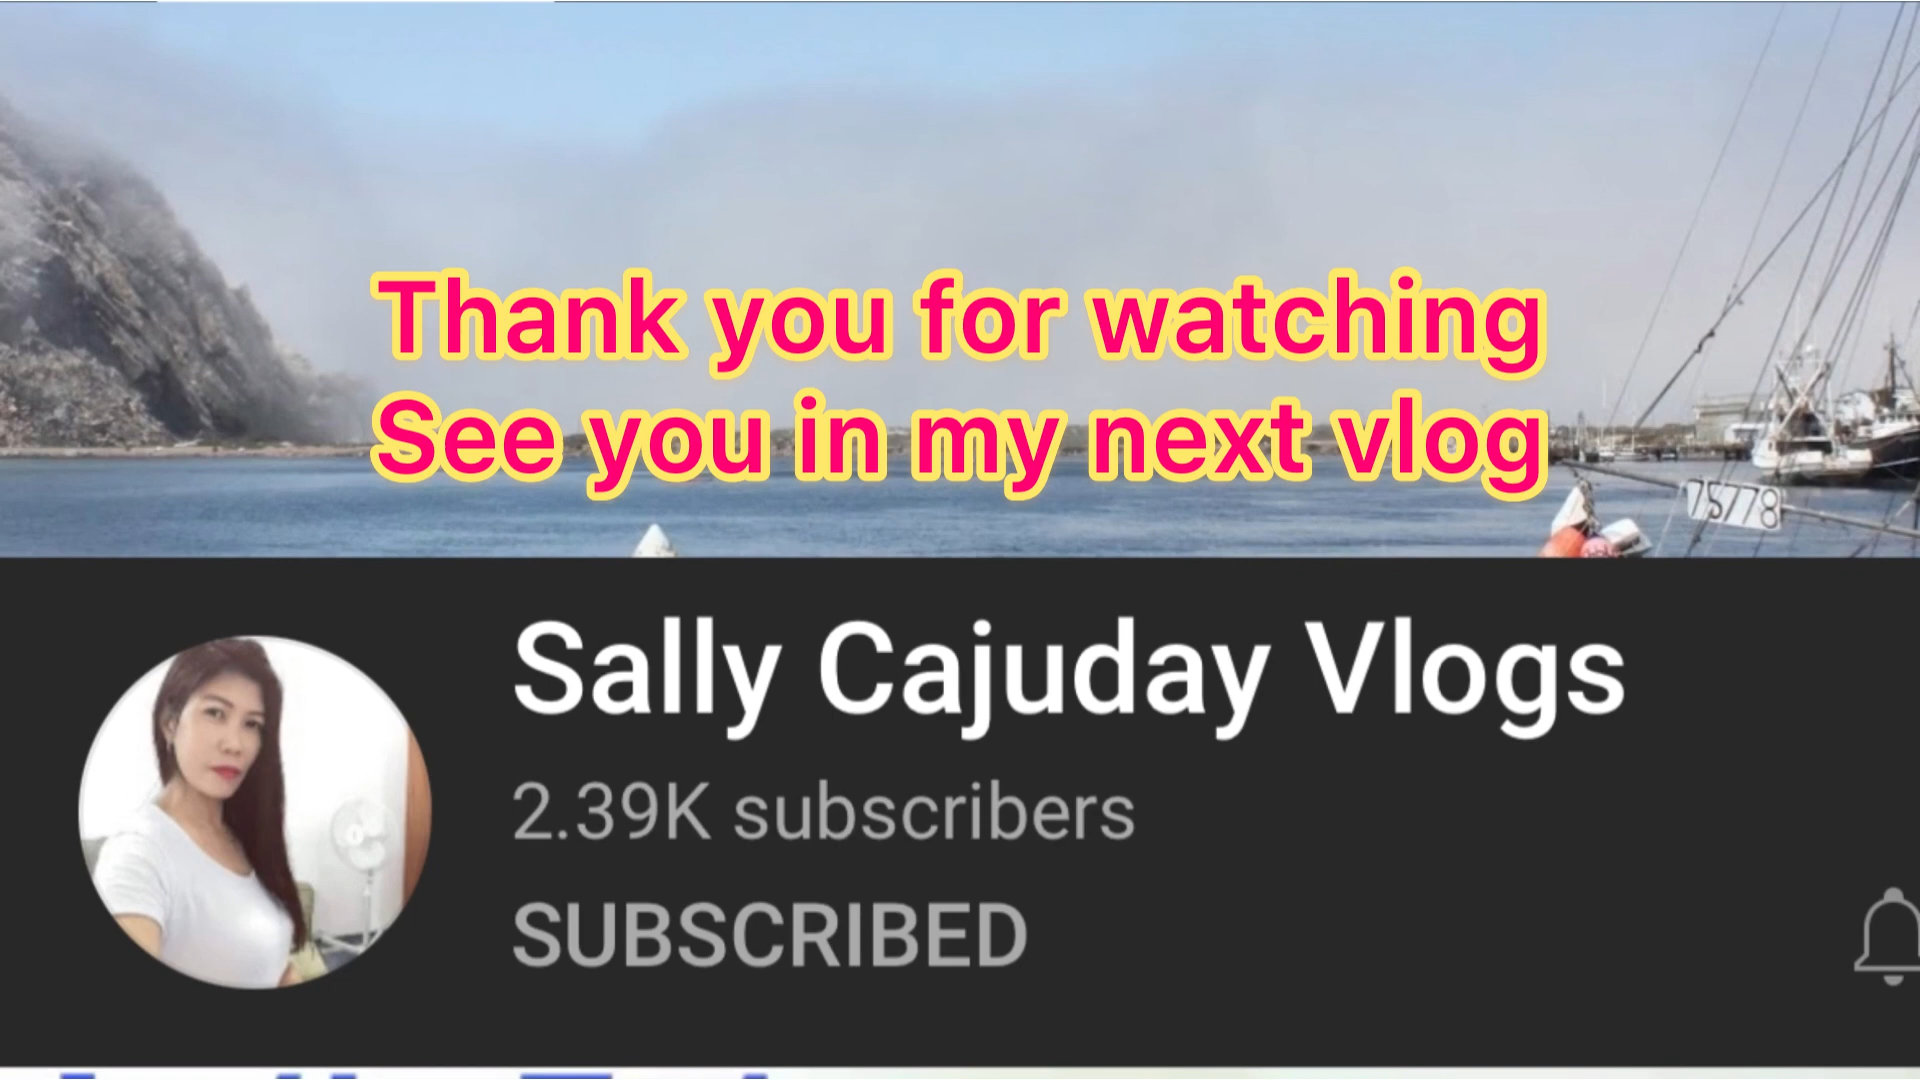 Thank you for watching
See you in my next vlog
75778
Sally Cajuday Vlogs
2.39K subscribers
SUBSCRIBED